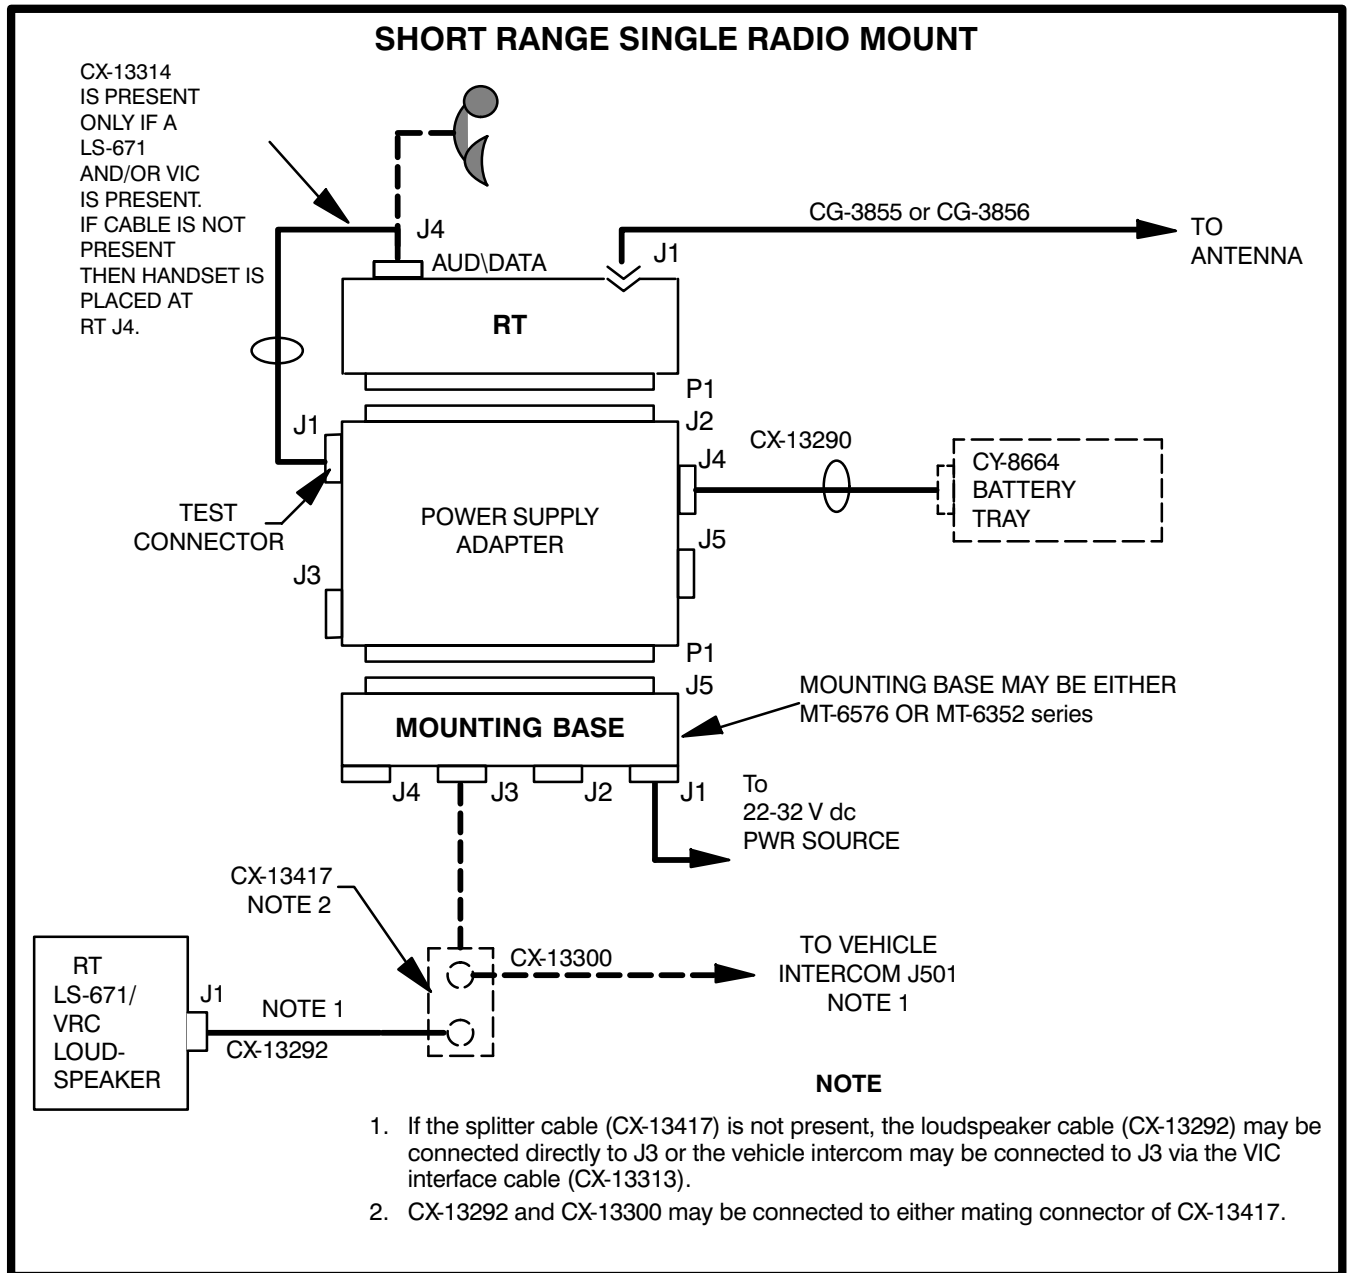 SHORT RANGE SINGLE RADIO MOUNT
CX-13314
IS PRESENT
ONLY IF A
LS-671
AND/OR VIC
IS PRESENT.
IF CABLE IS NOT
PRESENT
THEN HANDSET IS
PLACED AT
RT J4.
J4
AUD\DATA
J1
CG-3855 or CG-3856
TO
ANTENNA
RT
P1
J2
J1
J4
CX-13290
CY-8664
BATTERY
TRAY
TEST
CONNECTOR
POWER SUPPLY
ADAPTER
J5
J3
P1
J5
MOUNTING BASE
MOUNTING BASE MAY BE EITHER
MT-6576 OR MT-6352 series
J4
J3
J2
J1
To
22-32 V dc
PWR SOURCE
CX-13417
NOTE 2
CX-13300
TO VEHICLE
INTERCOM J501
NOTE 1
RT
LS-671/
VRC
LOUD-
SPEAKER
J1
NOTE 1
CX-13292
NOTE
1. If the splitter cable (CX-13417) is not present, the loudspeaker cable (CX-13292) may be
connected directly to J3 or the vehicle intercom may be connected to J3 via the VIC
interface cable (CX-13313).
2. CX-13292 and CX-13300 may be connected to either mating connector of CX-13417.